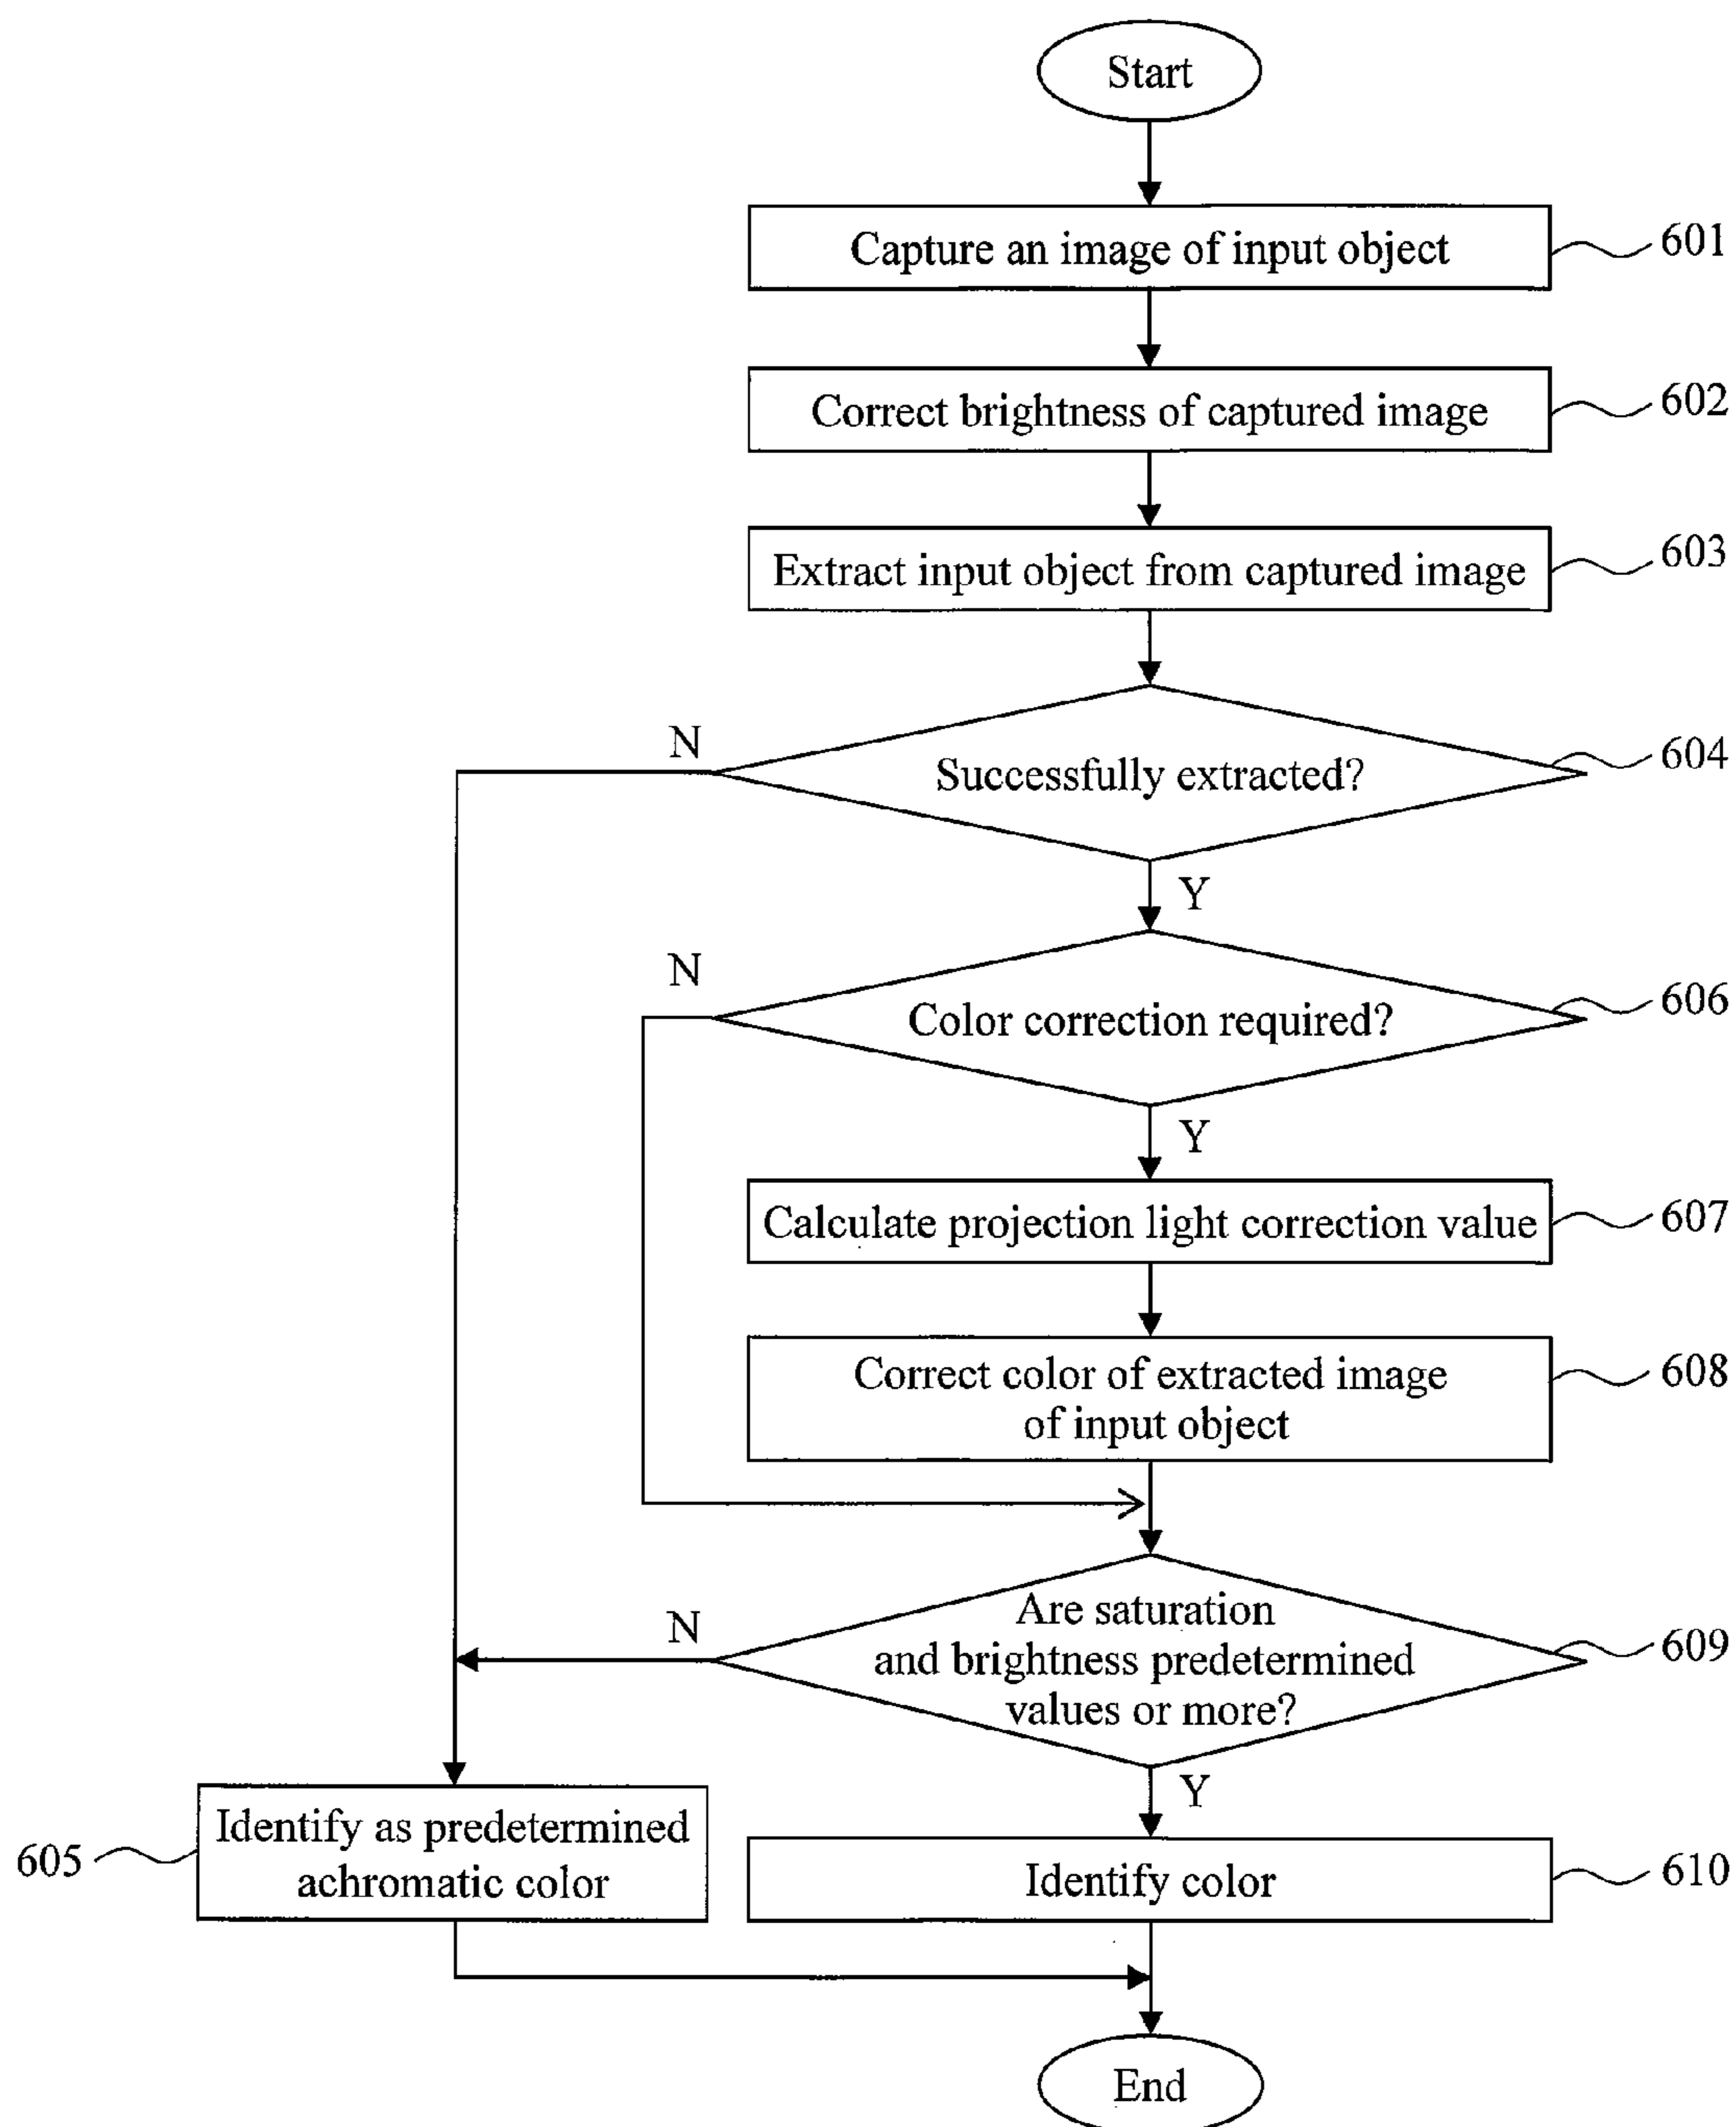 Start
Capture an image of input object
601
Correct brightness of captured image
602
Extract input object from captured image
603
N
Successfully extracted?
604
Y
N
Color correction required?
606
Y
Calculate projection light correction value
607
Correct color of extracted image
of input object
608
N
Are saturation
and brightness predetermined
values or more?
609
Y
605
Identify as predetermined
achromatic color
Identify color
610
End